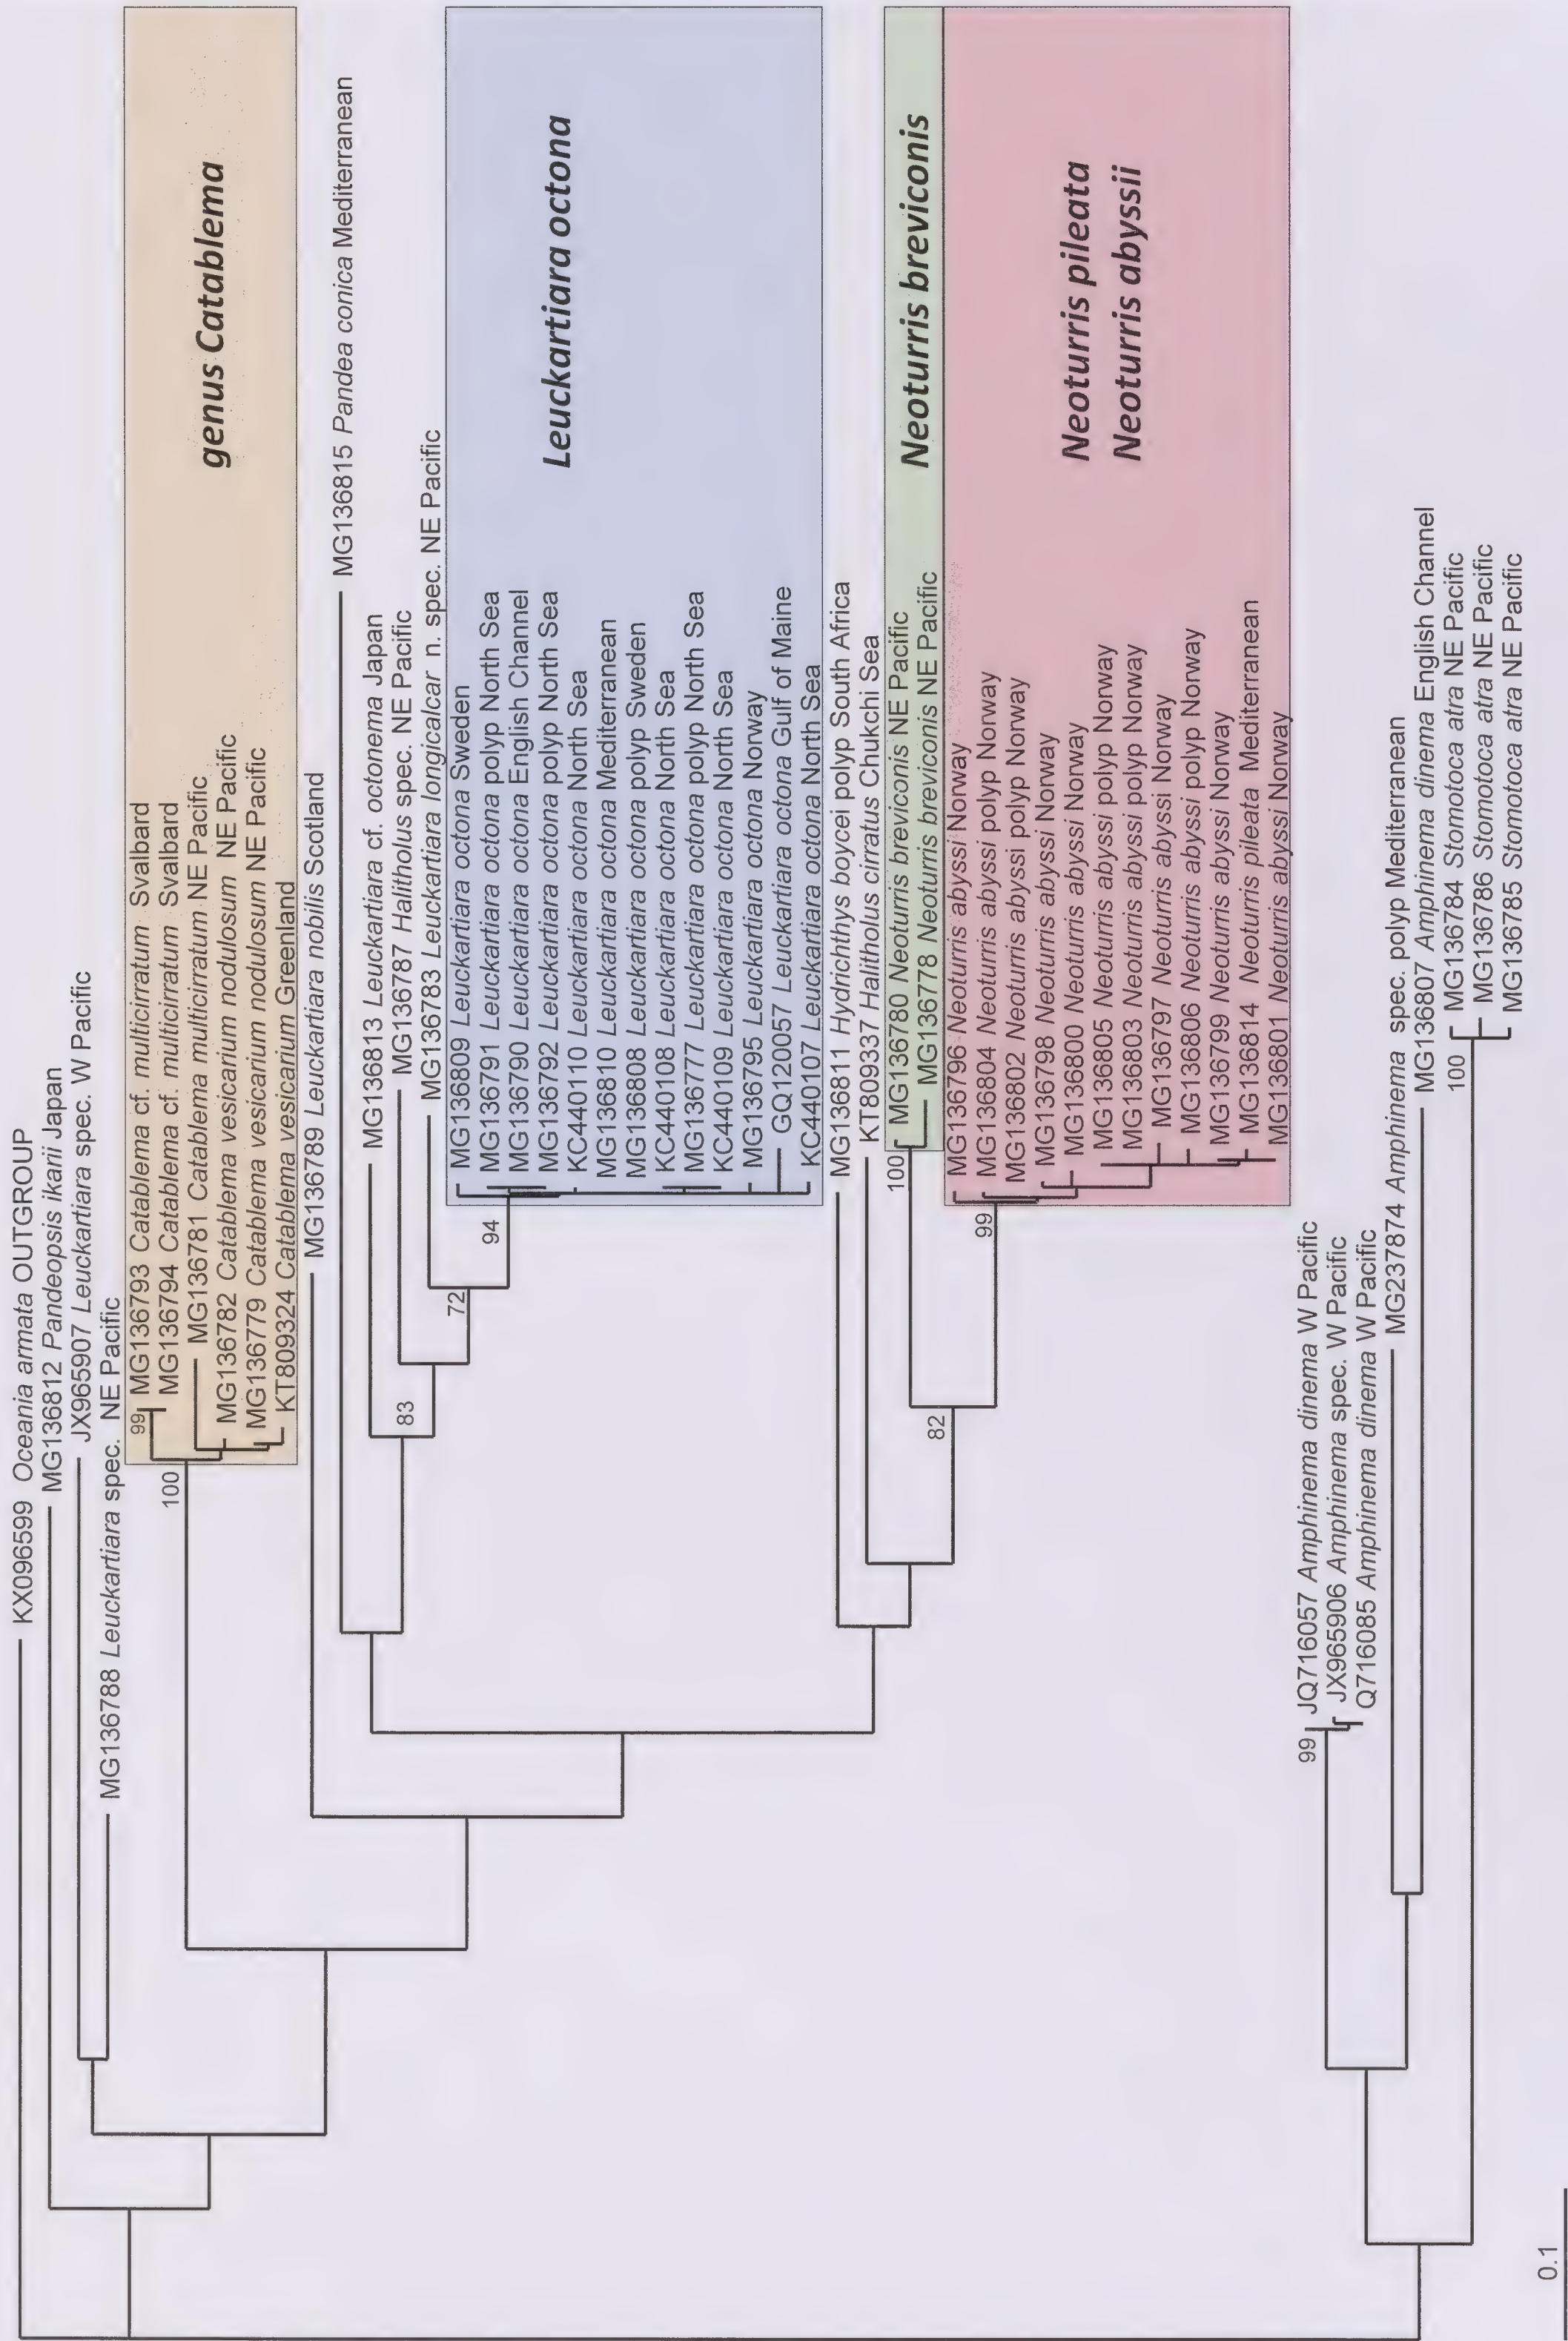 KX096599 Oceania armata OUTGROUP
MG136812 Pandeopsis ikarii Japan
JX965907 Leuckartiara spec. W Pacific
MG136788 Leuckartiara spec. NE Pacific
99
MG136793 Catablema cf. multicirratum Svalbard
MG136794 Catablema cf. multicirratum Svalbard
100
MG136781 Catablema multicirratum NE Pacific
MG136782 Catablema vesicarium nodulosum NE Pacific
MG136779 Catablema vesicarium nodulosum NE Pacific
KT809324 Catablema vesicarium Greenland
genus Catablema
MG136789 Leuckartiara nobilis Scotland
MG136815 Pandea conica Mediterranean
MG136813 Leuckartiara cf. octonema Japan
83
MG136787 Halitholus spec. NE Pacific
MG136783 Leuckartiara longicalcar n. spec. NE Pacific
72
94
MG136809 Leuckartiara octona Sweden
MG136791 Leuckartiara octona polyp North Sea
MG136790 Leuckartiara octona English Channel
MG136792 Leuckartiara octona polyp North Sea
KC440110 Leuckartiara octona North Sea
MG136810 Leuckartiara octona Mediterranean
MG136808 Leuckartiara octona polyp Sweden
KC440108 Leuckartiara octona North Sea
MG136777 Leuckartiara octona polyp North Sea
KC440109 Leuckartiara octona North Sea
MG136795 Leuckartiara octona Norway
GQ120057 Leuckartiara octona Gulf of Maine
KC440107 Leuckartiara octona North Sea
Leuckartiara octona
MG136811 Hydrichthys boycei polyp South Africa
KT809337 Halitholus cirratus Chukchi Sea
100
MG136780 Neoturris breviconis NE Pacific
MG136778 Neoturris breviconis NE Pacific
Neoturris breviconis
82
99
MG136796 Neoturris abyssi Norway
MG136804 Neoturris abyssi polyp Norway
MG136802 Neoturris abyssi polyp Norway
MG136798 Neoturris abyssi Norway
MG136800 Neoturris abyssi Norway
MG136805 Neoturris abyssi polyp Norway
MG136803 Neoturris abyssi polyp Norway
MG136797 Neoturris abyssi Norway
MG136806 Neoturris abyssi polyp Norway
MG136799 Neoturris abyssi Norway
MG136814 Neoturris pileata Mediterranean
MG136801 Neoturris abyssi Norway
Neoturris pileata
Neoturris abyssii
99
JQ716057 Amphinema dinema W Pacific
JX965906 Amphinema spec. W Pacific
Q716085 Amphinema dinema W Pacific
MG237874 Amphinema spec. polyp Mediterranean
MG136807 Amphinema dinema English Channel
100
MG136784 Stomotoca atra NE Pacific
MG136786 Stomotoca atra NE Pacific
MG136785 Stomotoca atra NE Pacific
0.1